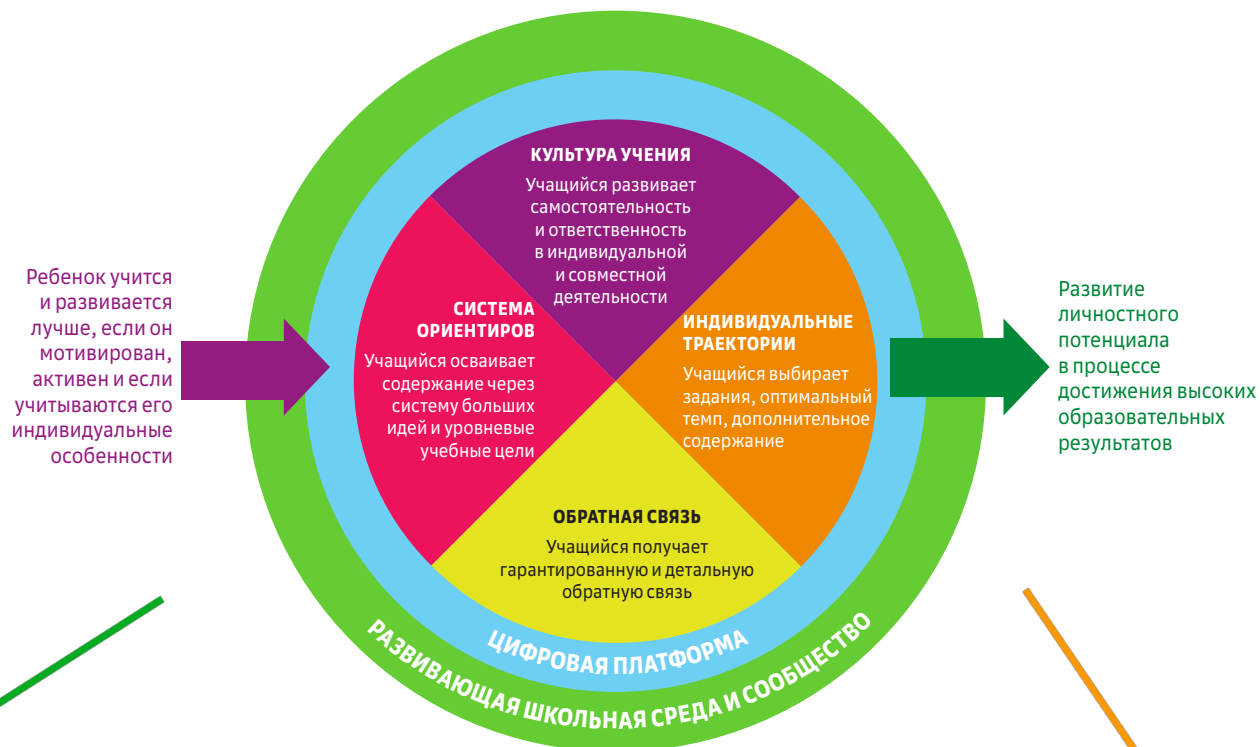 КУЛЬТУРА УЧЕНИЯ
Учащийся развивает
самостоятельность
и ответственность
в индивидуальной
и совместной
деятельности
Ребенок учится
и развивается
лучше, если он
мотивирован,
активен и если
учитываются его
индивидуальные
особенности
СИСТЕМА
ОРИЕНТИРОВ
Учащийся осваивает
содержание через
систему больших
идей и уровневые
учебные цели
ИНДИВИДУАЛЬНЫЕ
ТРАЕКТОРИИ
Учащийся выбирает
задания, оптимальный
темп, дополнительное
содержание
Развитие
личностного
потенциала
в процессе
достижения высоких
образовательных
результатов
ОБРАТНАЯ СВЯЗЬ
Учащийся получает
гарантированную и детальную
обратную связь
ЦИФРОВАЯ ПЛАТФОРМА
РАЗВИВАЮЩАЯ ШКОЛЬНАЯ СРЕДА И СООБЩЕСТВО